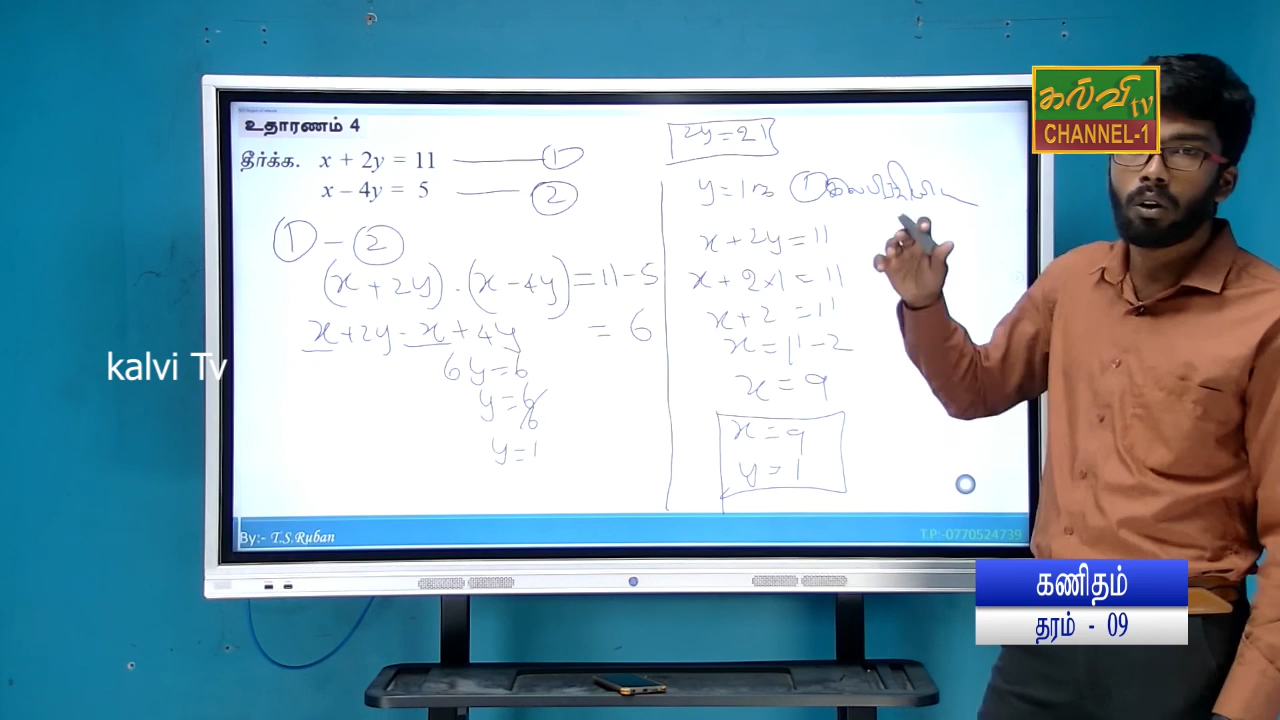 உதாரணம் 4
தீர்க்க. x + 2y = 11 ——— ①
x – 4y = 5 ——— ②
① – ②
(x + 2y) - (x – 4y) = 11 – 5
x + 2y – x + 4y = 6
6y = 6
y = 6/6
y = 1
2y = 21
y = 1 ①
x + 2y = 11
x + 2 × 1 = 11
x + 2 = 11
x = 11 – 2
x = 9
x = 9
y = 1
By:- T.S.Ruban
T.P:-0770524739
கல்வி tv
CHANNEL-1
kalvi Tv
கணிதம்
தரம் - 09